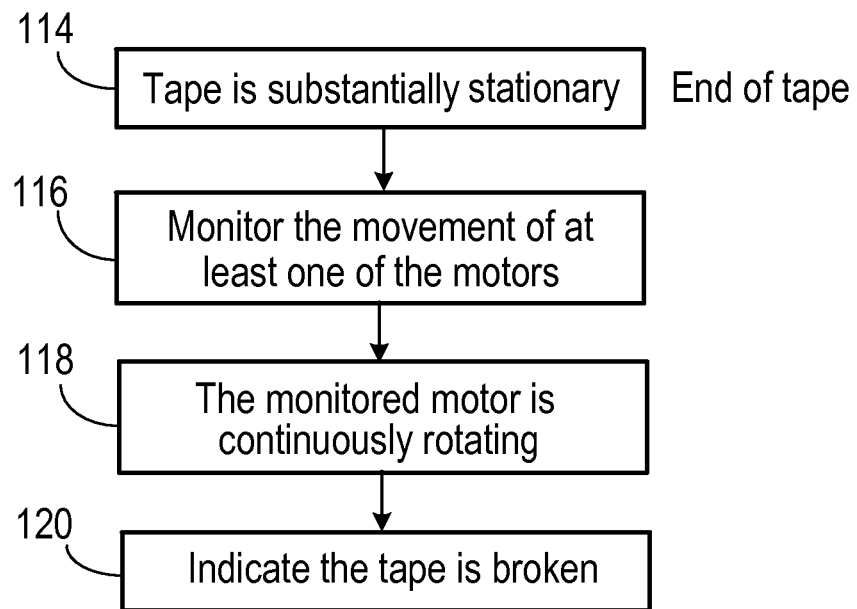 114
Tape is substantially stationary End of tape
116
Monitor the movement of at
least one of the motors
118
The monitored motor is
continuously rotating
120
Indicate the tape is broken